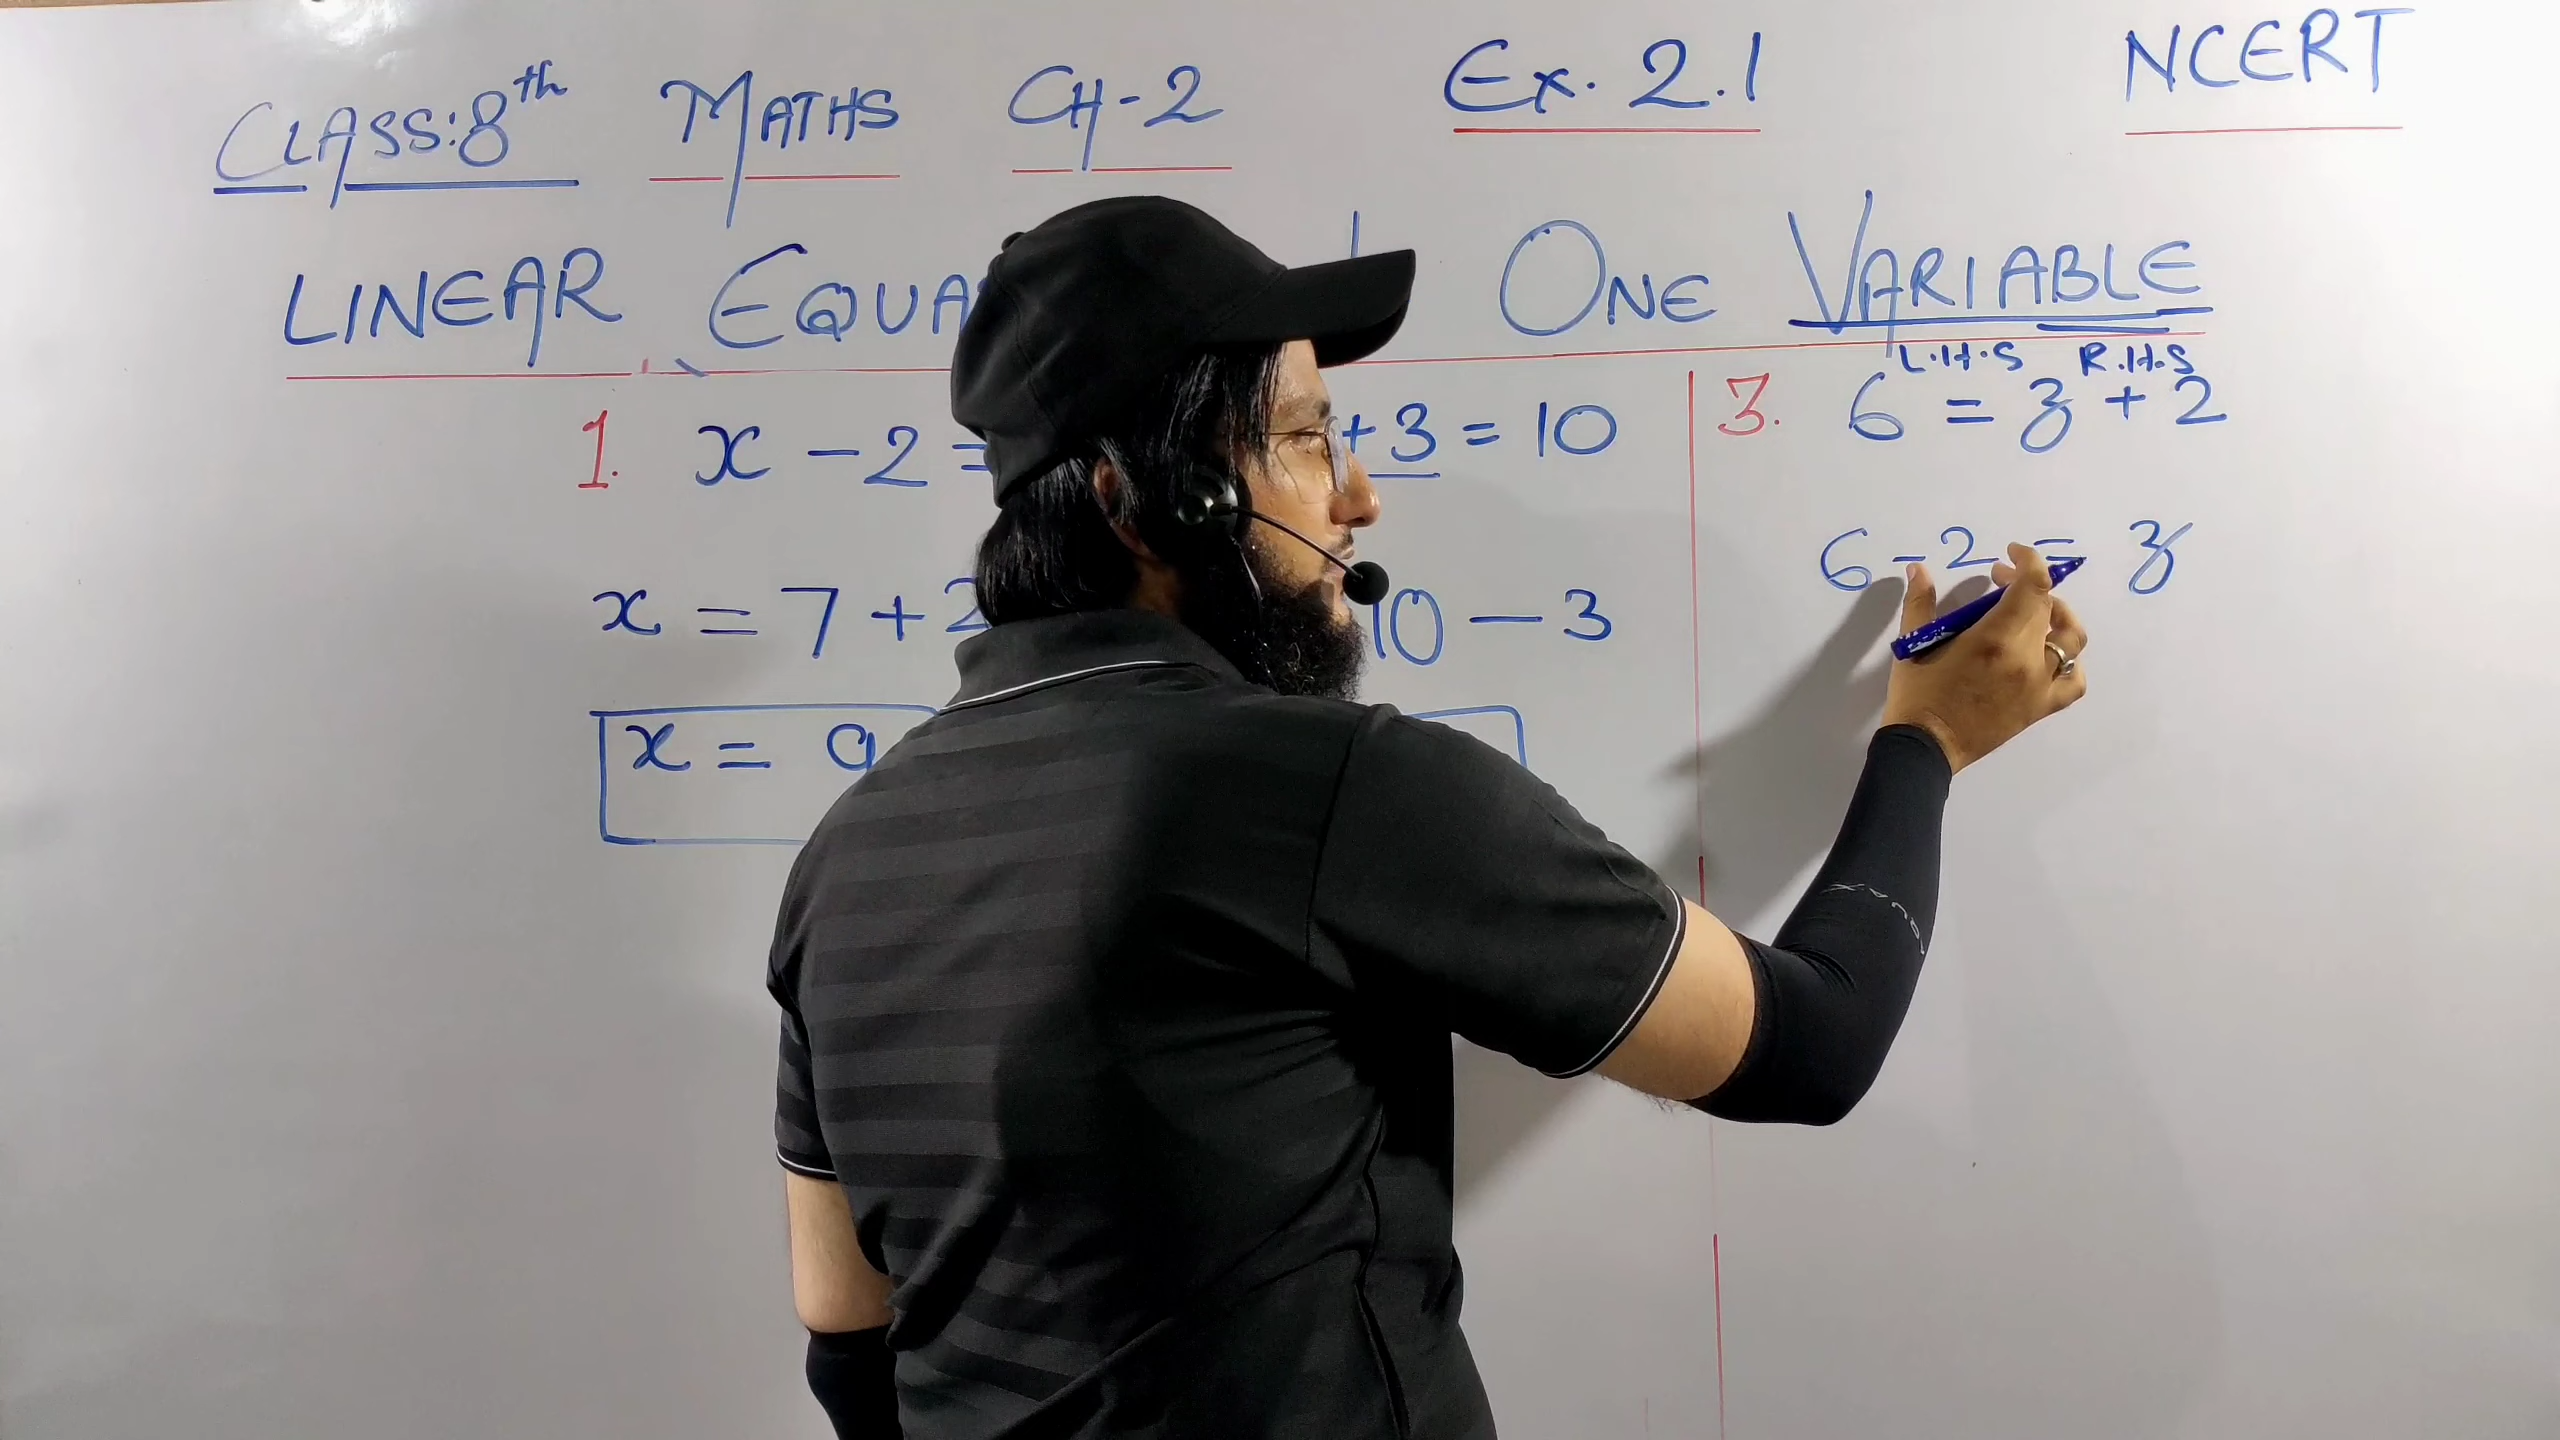 CLASS:8th MATHS CH-2 Ex. 2.1 NCERT
LINEAR EQUA ONE VARIABLE
L.H.S R.H.S
1. x - 2 = + 3 = 10 3. 6 = z + 2
x = 7 + 2 10 - 3 6 - 2 = z
x = 9